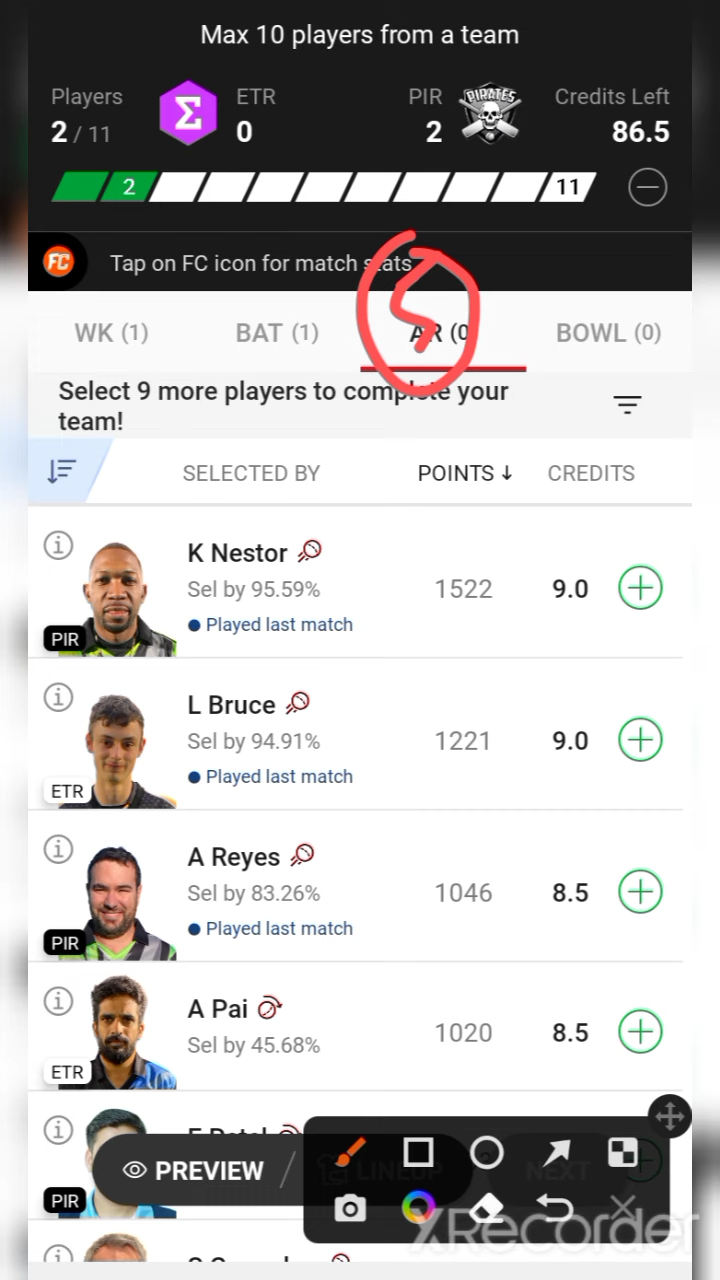 Max 10 players from a team
Players ETR PIR PIRATES Credits Left
2 / 11 0 2 86.5
2 11
FC Tap on FC icon for match stats
5
WK (1) BAT (1) AR (0) BOWL (0)
Select 9 more players to complete your
team!
SELECTED BY POINTS ↓ CREDITS
K Nestor
Sel by 95.59% 1522 9.0
Played last match
PIR
L Bruce
Sel by 94.91% 1221 9.0
Played last match
ETR
A Reyes
Sel by 83.26% 1046 8.5
Played last match
PIR
A Pai
Sel by 45.68% 1020 8.5
ETR
PREVIEW / LINEUP NEXT
PIR
XRecorder